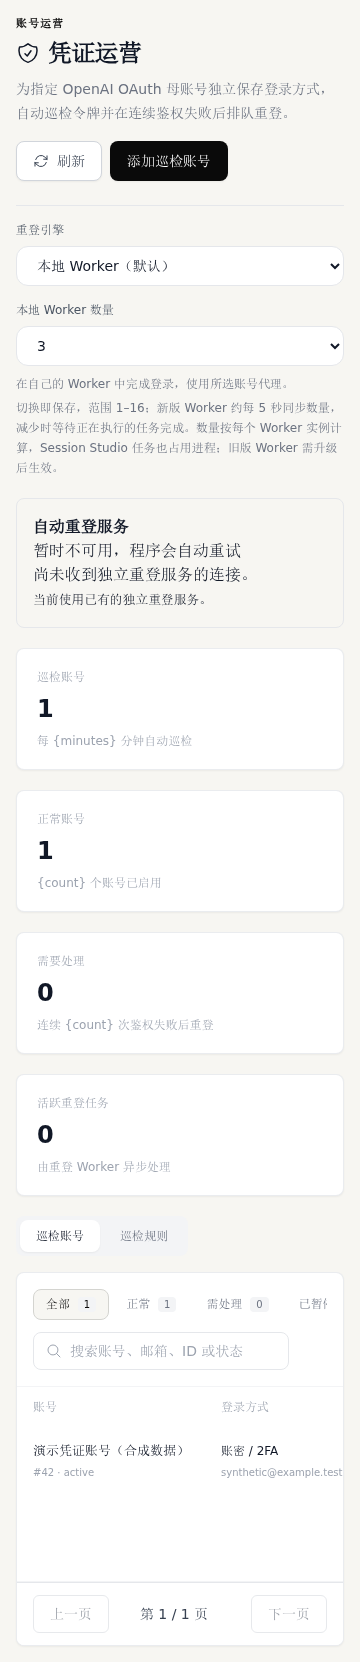 账号运营
凭证运营
为指定 OpenAI OAuth 母账号独立保存登录方式，
自动巡检令牌并在连续鉴权失败后排队重登。
刷新
添加巡检账号
重登引擎
本地 Worker（默认）
本地 Worker 数量
3
在自己的 Worker 中完成登录，使用所选账号代理。
切换即保存，范围 1–16；新版 Worker 约每 5 秒同步数量，
减少时等待正在执行的任务完成。数量按每个 Worker 实例计
算，Session Studio 任务也占用进程；旧版 Worker 需升级
后生效。
自动重登服务
暂时不可用，程序会自动重试
尚未收到独立重登服务的连接。
当前使用已有的独立重登服务。
巡检账号
1
每 {minutes} 分钟自动巡检
正常账号
1
{count} 个账号已启用
需要处理
0
连续 {count} 次鉴权失败后重登
活跃重登任务
0
由重登 Worker 异步处理
巡检账号 巡检规则
全部 1 正常 1 需处理 0 已暂
搜索账号、邮箱、ID 或状态
账号 登录方式
演示凭证账号（合成数据） 账密 / 2FA
#42 · active synthetic@example.test
上一页 第 1 / 1 页 下一页